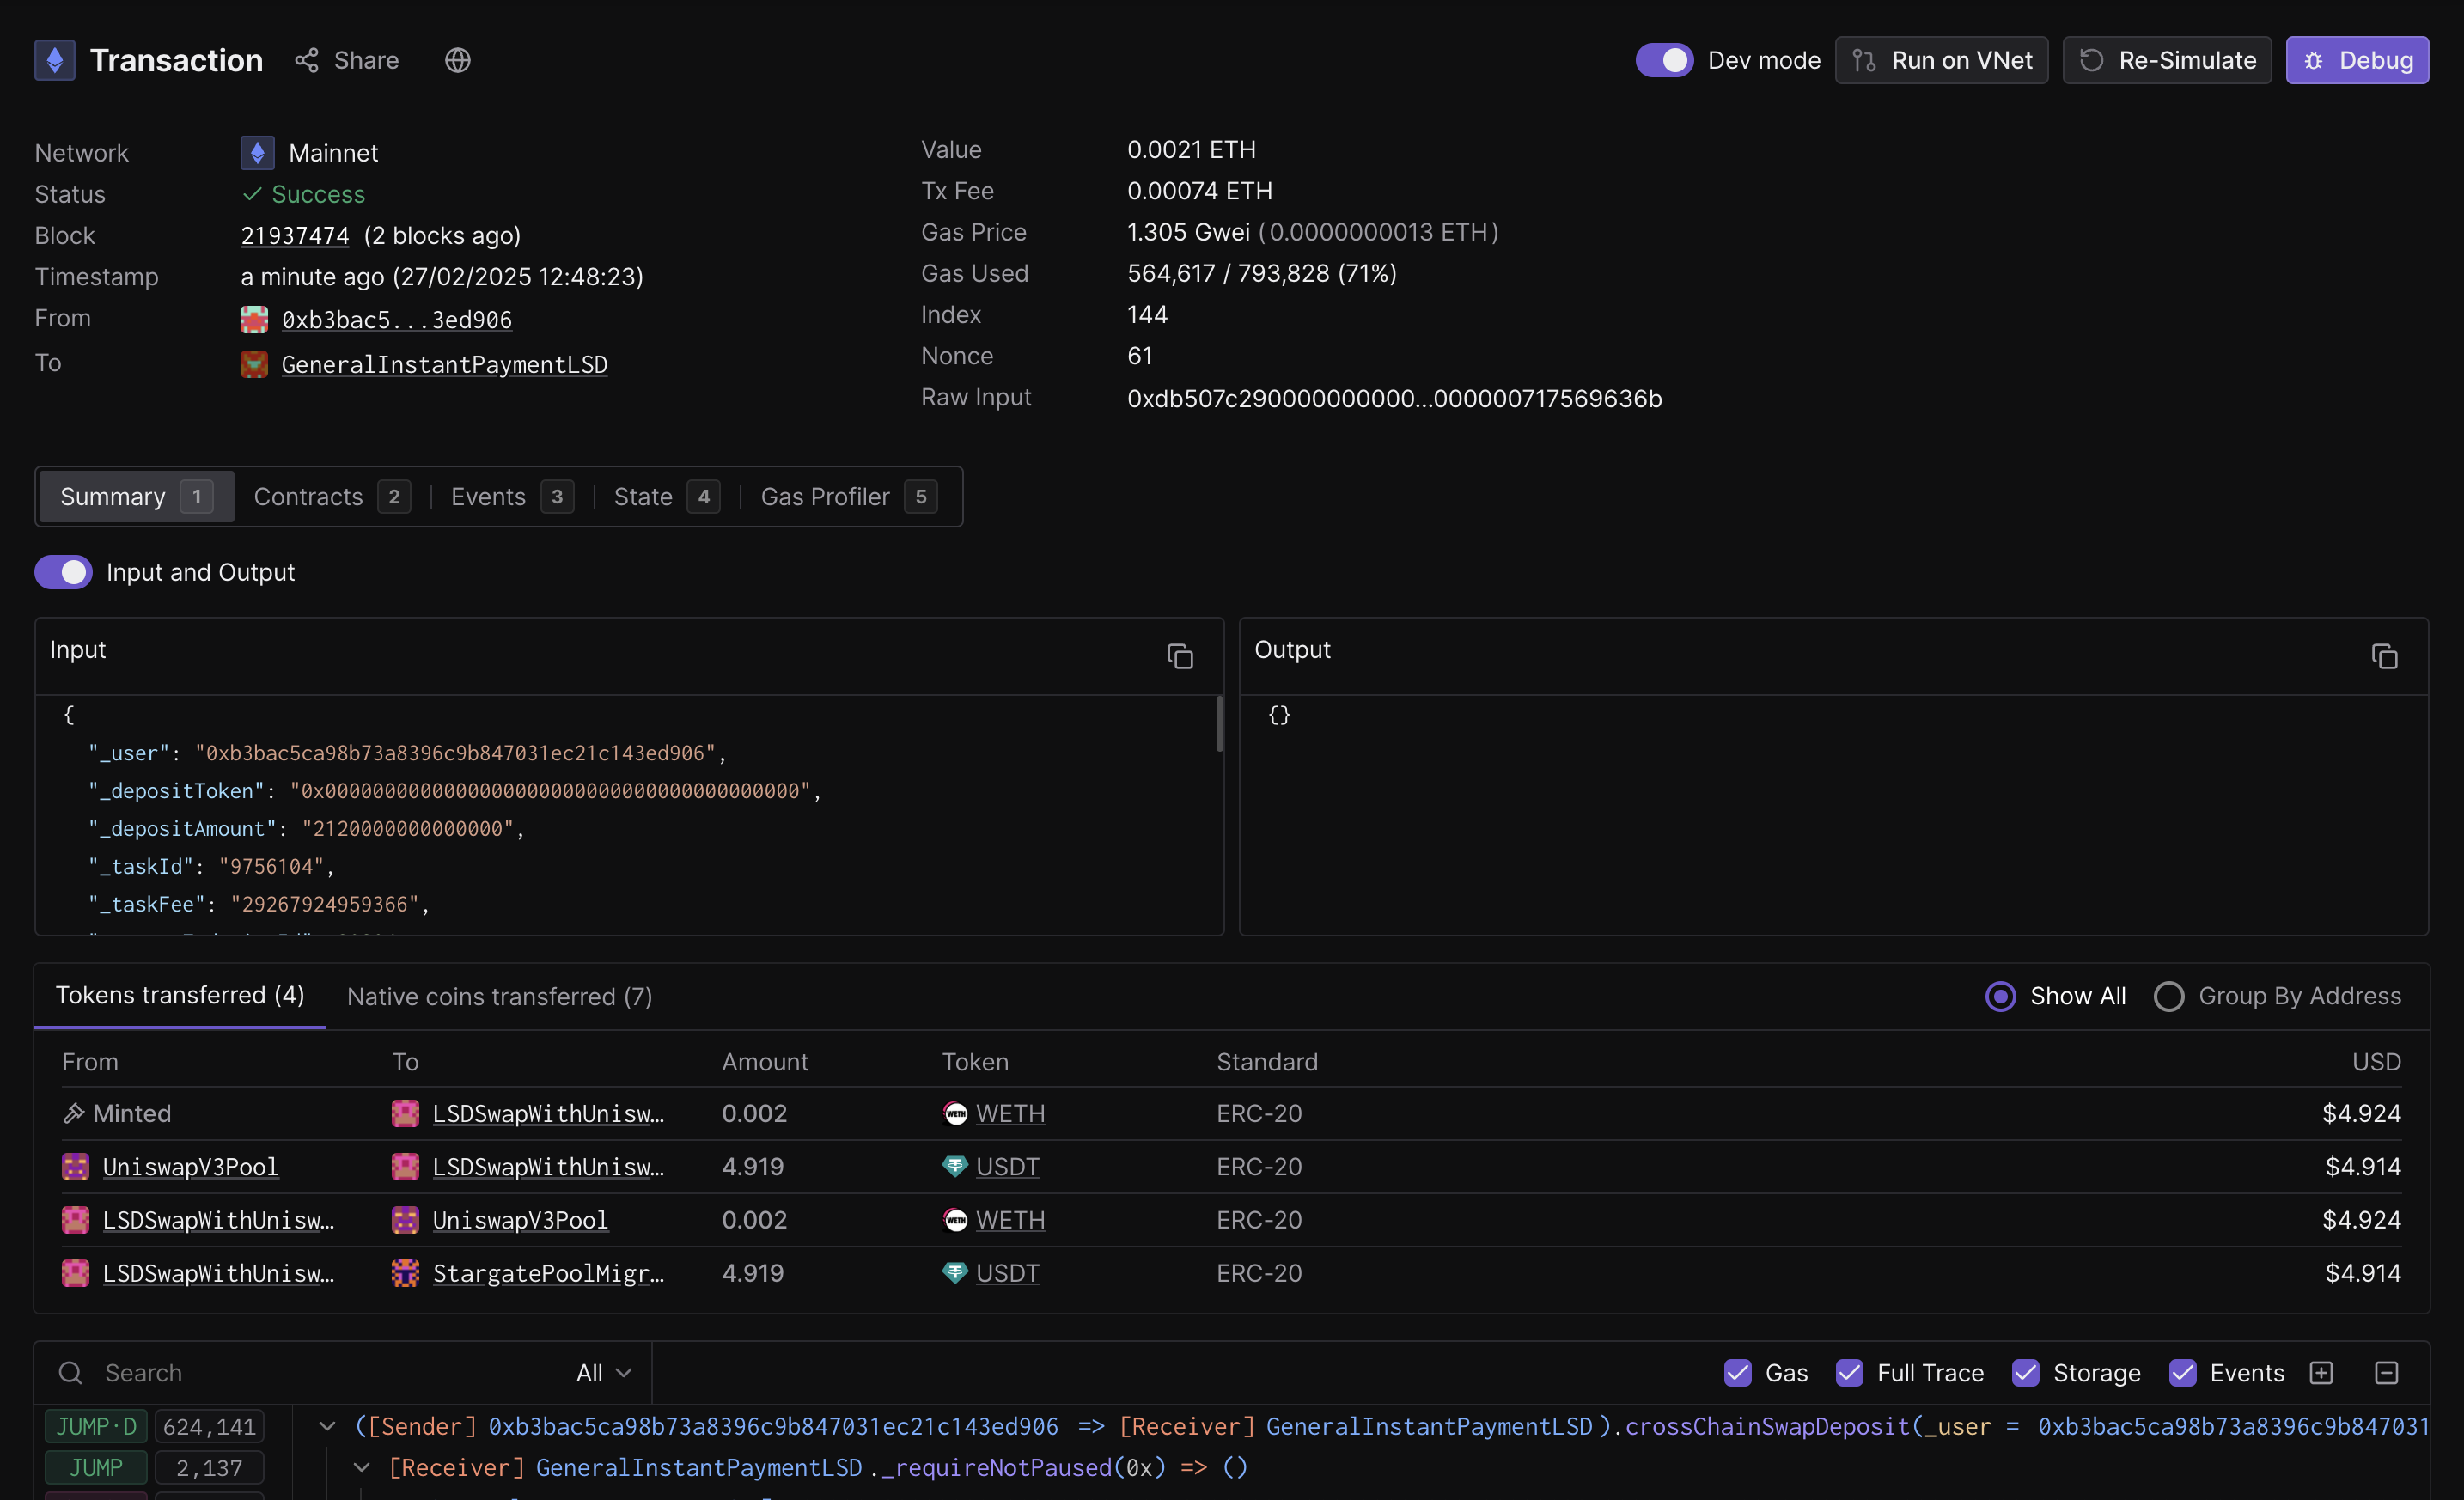 Transaction Share Dev mode Run on VNet Re-Simulate Debug
Network Mainnet
Status Success
Block 21937474 (2 blocks ago)
Timestamp a minute ago (27/02/2025 12:48:23)
From 0xb3bac5...3ed906
To GeneralInstantPaymentLSD
Value 0.0021 ETH
Tx Fee 0.00074 ETH
Gas Price 1.305 Gwei (0.0000000013 ETH)
Gas Used 564,617 / 793,828 (71%)
Index 144
Nonce 61
Raw Input 0xdb507c290000000000000...000000717569636b
Summary 1 Contracts 2 Events 3 State 4 Gas Profiler 5
Input and Output
Input
{
"_user": "0xb3bac5ca98b73a8396c9b847031ec21c143ed906",
"_depositToken": "0x0000000000000000000000000000000000000000",
"_depositAmount": "2120000000000000",
"_taskId": "9756104",
"_taskFee": "29267924959366",
Output
{}
Tokens transferred (4) Native coins transferred (7) Show All Group By Address
From To Amount Token Standard USD
Minted LSDSwapWithUnisw… 0.002 WETH ERC-20 $4.924
UniswapV3Pool LSDSwapWithUnisw… 4.919 USDT ERC-20 $4.914
LSDSwapWithUnisw… UniswapV3Pool 0.002 WETH ERC-20 $4.924
LSDSwapWithUnisw… StargatePoolMigr… 4.919 USDT ERC-20 $4.914
Search All Gas Full Trace Storage Events
JUMP·D 624,141 ([Sender] 0xb3bac5ca98b73a8396c9b847031ec21c143ed906 => [Receiver] GeneralInstantPaymentLSD).crossChainSwapDeposit(_user = 0xb3bac5ca98b73a8396c9b847031
JUMP 2,137 [Receiver] GeneralInstantPaymentLSD._requireNotPaused(0x) => ()